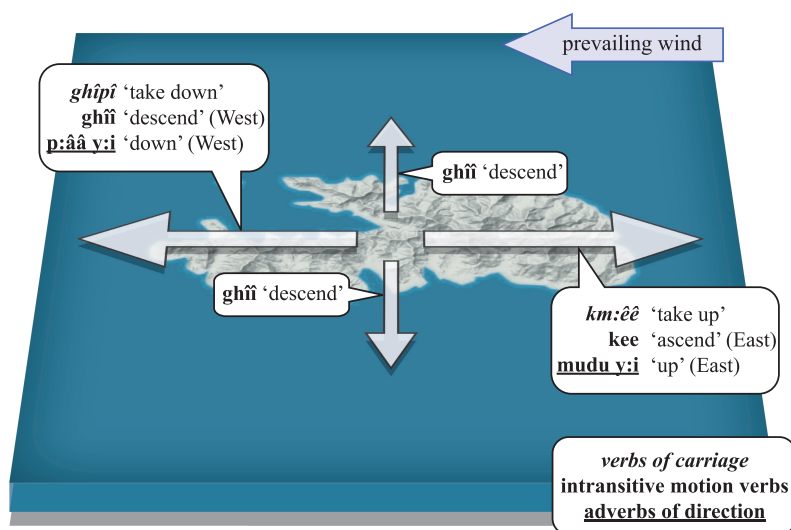 prevailing wind
ghîpî ‘take down’
ghîî ‘descend’ (West)
p:ââ y:i ‘down’ (West)
ghîî ‘descend’
ghîî ‘descend’
km:êê ‘take up’
kee ‘ascend’ (East)
mudu y:i ‘up’ (East)
verbs of carriage
intransitive motion verbs
adverbs of direction